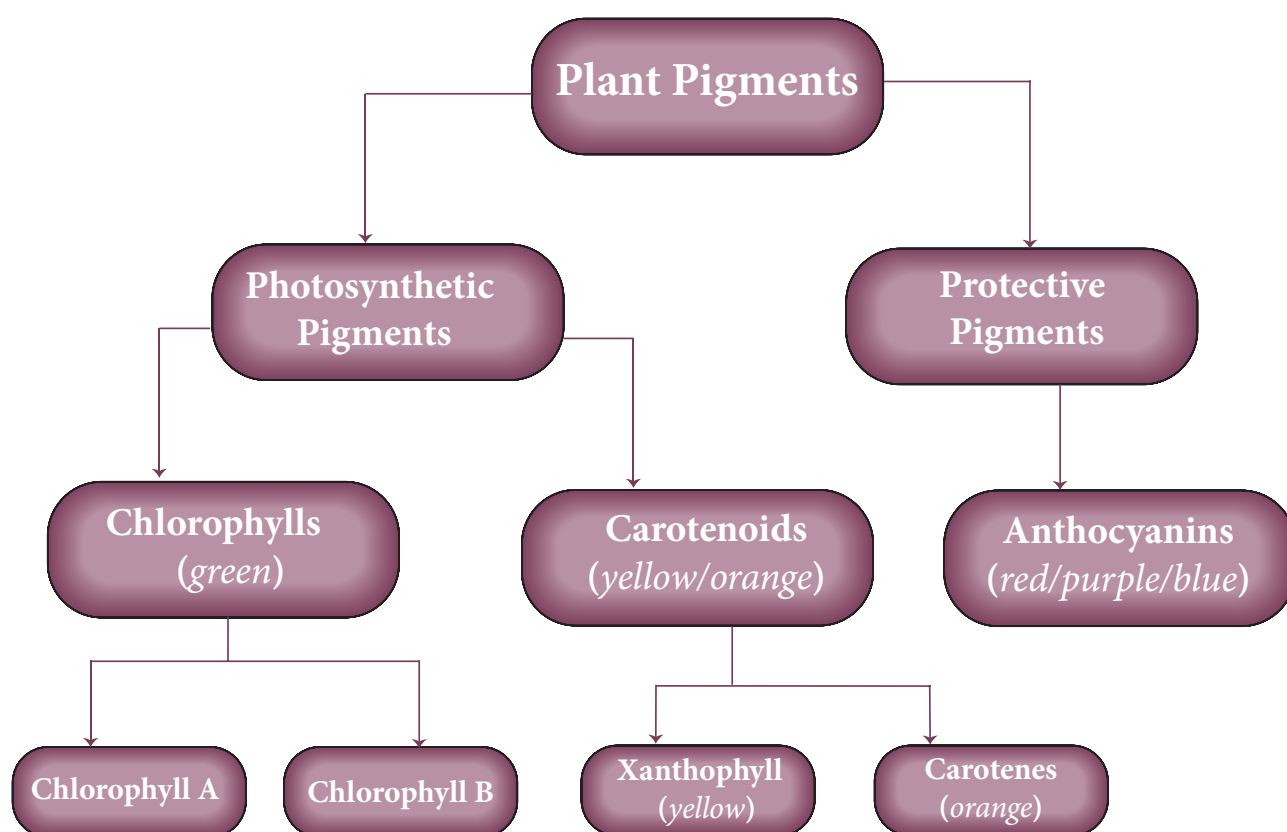 Plant Pigments
Photosynthetic
Pigments
Protective
Pigments
Chlorophylls
(green)
Carotenoids
(yellow/orange)
Anthocyanins
(red/purple/blue)
Chlorophyll A
Chlorophyll B
Xanthophyll
(yellow)
Carotenes
(orange)